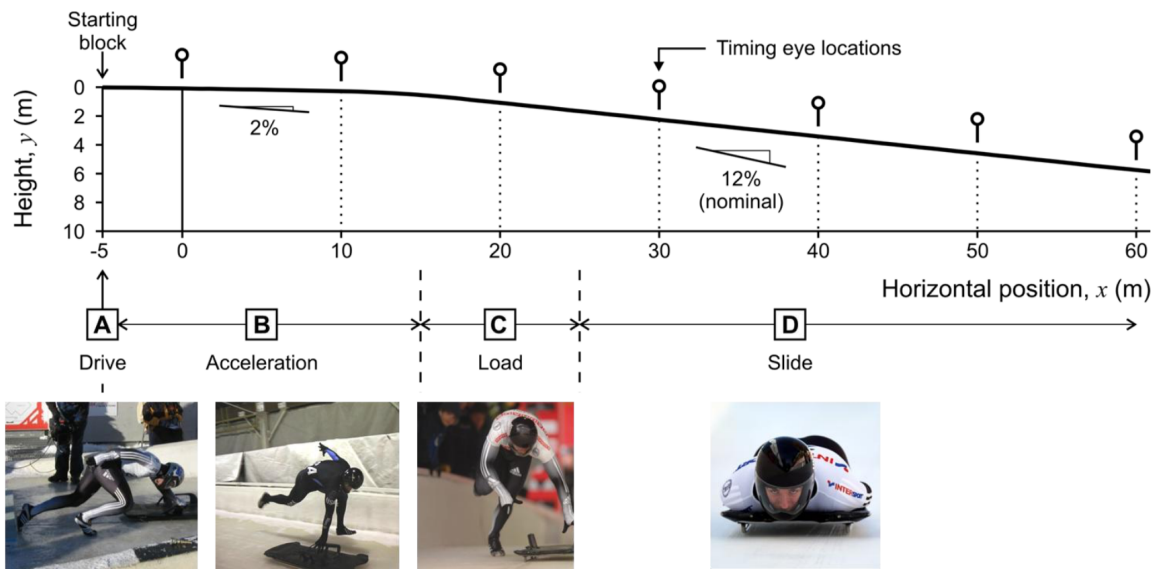 Starting
block
Timing eye locations
Height, y (m)
0
2
4
6
8
10
2%
12%
(nominal)
-5
0
10
20
30
40
50
60
Horizontal position, x (m)
A
B
C
D
Drive
Acceleration
Load
Slide